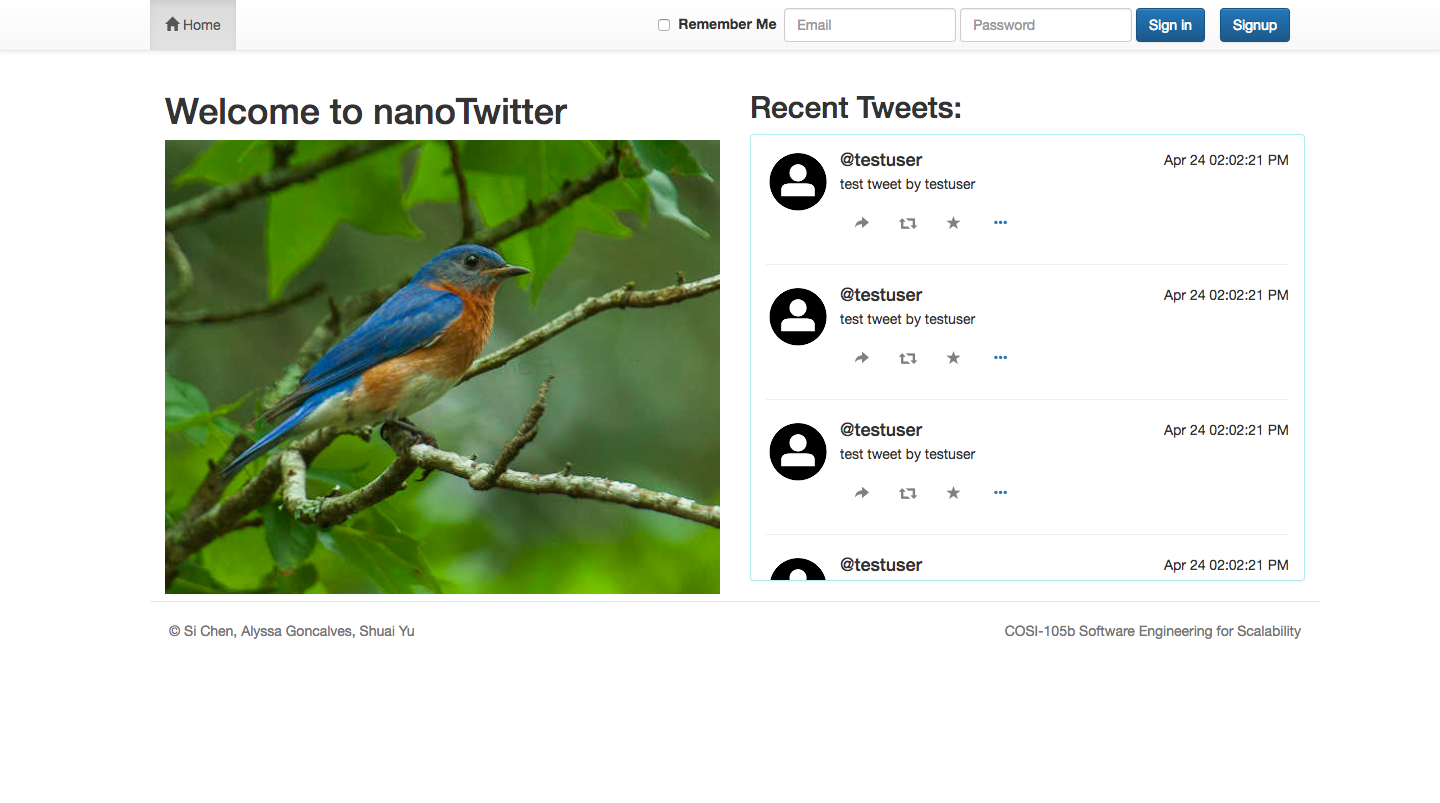 Home
Remember Me Email Password Sign in Signup
Welcome to nanoTwitter
Recent Tweets:
@testuser Apr 24 02:02:21 PM
test tweet by testuser
@testuser Apr 24 02:02:21 PM
test tweet by testuser
@testuser Apr 24 02:02:21 PM
test tweet by testuser
@testuser Apr 24 02:02:21 PM
© Si Chen, Alyssa Goncalves, Shuai Yu
COSI-105b Software Engineering for Scalability